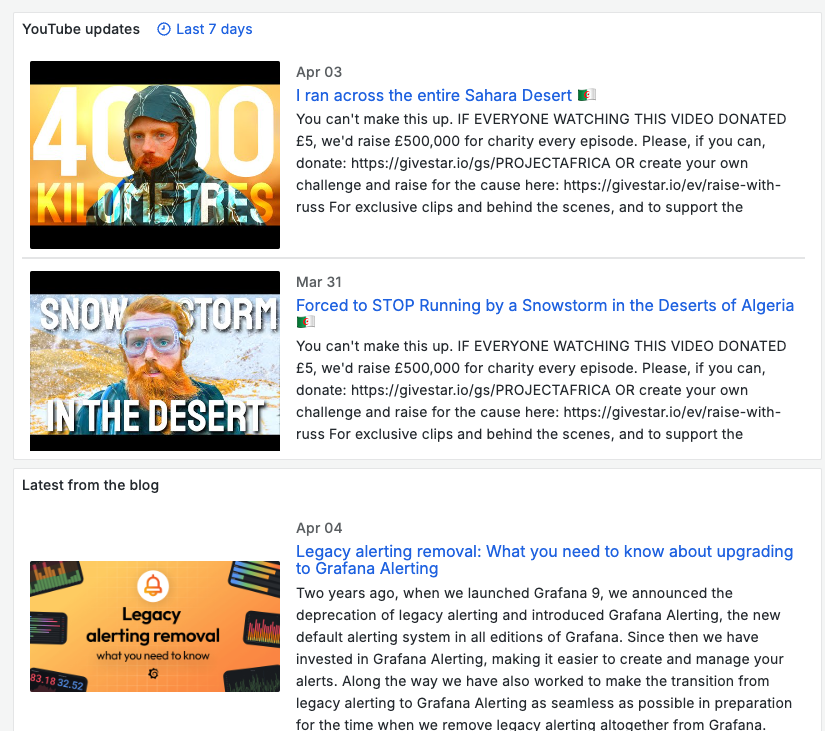 YouTube updates Last 7 days
4000
KILOMETRES
Apr 03
I ran across the entire Sahara Desert 🇩🇿
You can't make this up. IF EVERYONE WATCHING THIS VIDEO DONATED
£5, we'd raise £500,000 for charity every episode. Please, if you can,
donate: https://givestar.io/gs/PROJECTAFRICA OR create your own
challenge and raise for the cause here: https://givestar.io/ev/raise-with-
russ For exclusive clips and behind the scenes, and to support the
SNOWSTORM
IN THE DESERT
Mar 31
Forced to STOP Running by a Snowstorm in the Deserts of Algeria
🇩🇿
You can't make this up. IF EVERYONE WATCHING THIS VIDEO DONATED
£5, we'd raise £500,000 for charity every episode. Please, if you can,
donate: https://givestar.io/gs/PROJECTAFRICA OR create your own
challenge and raise for the cause here: https://givestar.io/ev/raise-with-
russ For exclusive clips and behind the scenes, and to support the
Latest from the blog
Legacy
alerting removal
what you need to know
83.18 32.52
Apr 04
Legacy alerting removal: What you need to know about upgrading
to Grafana Alerting
Two years ago, when we launched Grafana 9, we announced the
deprecation of legacy alerting and introduced Grafana Alerting, the new
default alerting system in all editions of Grafana. Since then we have
invested in Grafana Alerting, making it easier to create and manage your
alerts. Along the way we have also worked to make the transition from
legacy alerting to Grafana Alerting as seamless as possible in preparation
for the time when we remove legacy alerting altogether from Grafana.